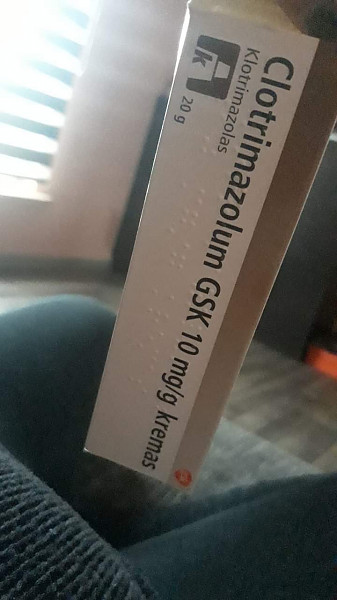 Clotrimazolum GSK 10 mg/g kremas
Klotrimazolas
20 g
k